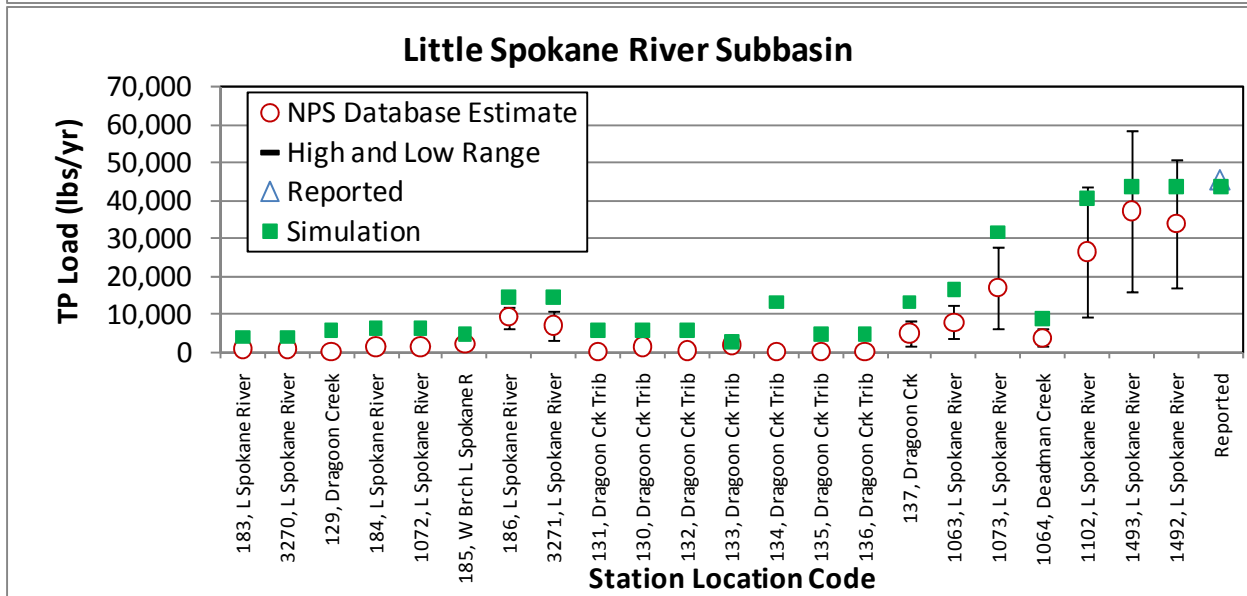 Little Spokane River Subbasin
TP Load (lbs/yr)
70,000
60,000
50,000
40,000
30,000
20,000
10,000
0
NPS Database Estimate
High and Low Range
Reported
Simulation
183, L Spokane River
3270, L Spokane River
129, Dragoon Creek
184, L Spokane River
1072, L Spokane River
185, W Brch L Spokane R
186, L Spokane River
3271, L Spokane River
131, Dragoon Crk Trib
130, Dragoon Crk Trib
132, Dragoon Crk Trib
133, Dragoon Crk Trib
134, Dragoon Crk Trib
135, Dragoon Crk Trib
136, Dragoon Crk Trib
137, Dragoon Crk
1063, L Spokane River
1073, L Spokane River
1064, Deadman Creek
1102, L Spokane River
1493, L Spokane River
1492, L Spokane River
Reported
Station Location Code